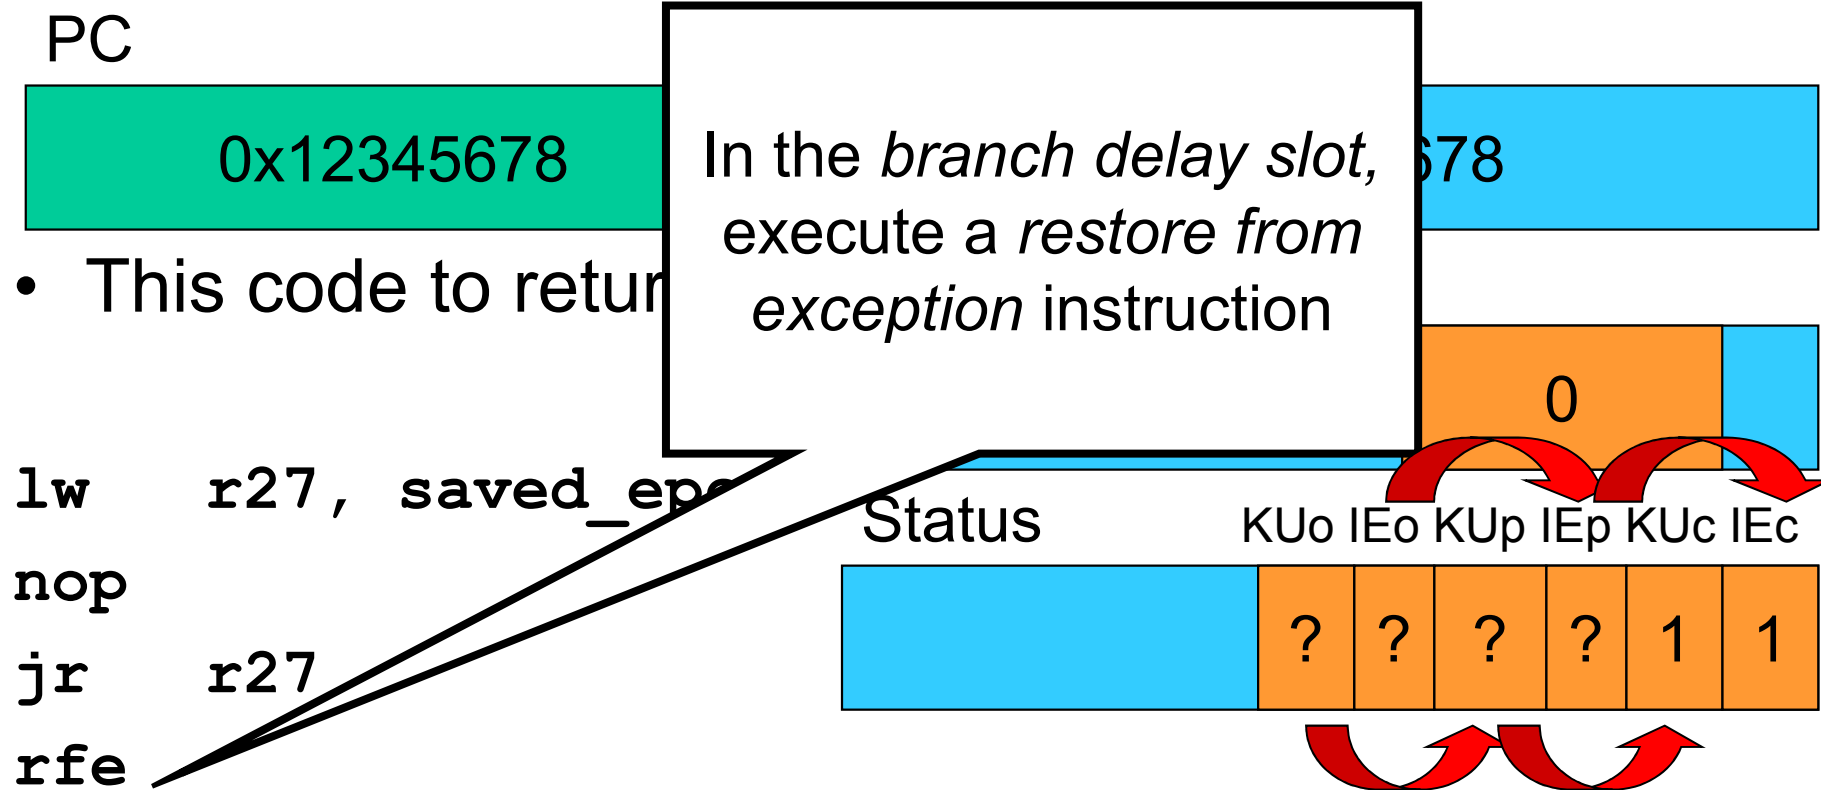 PC
0x12345678
In the branch delay slot,
execute a restore from
exception instruction
678
• This code to retur
0
lw r27, saved_epc
nop
jr r27
rfe
Status
KUo IEo KUp IEp KUc IEc
? ? ? ? 1 1